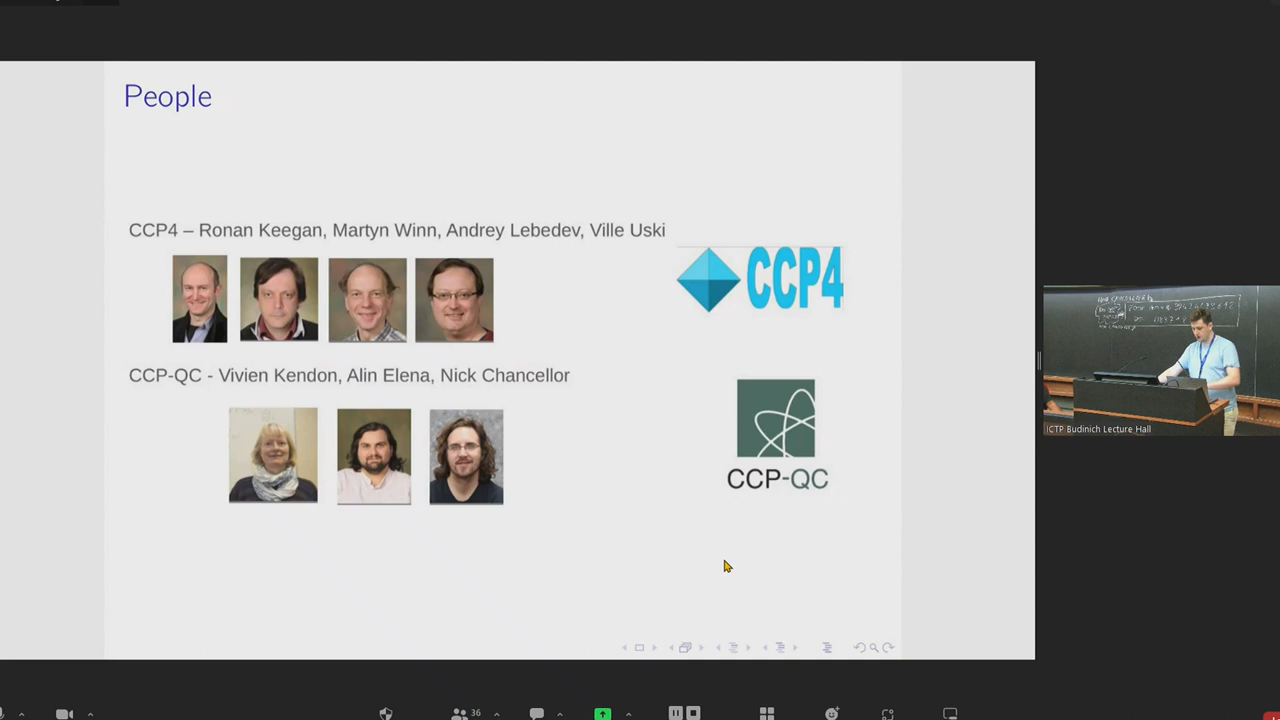 People
CCP4 – Ronan Keegan, Martyn Winn, Andrey Lebedev, Ville Uski
CCP4
CCP-QC - Vivien Kendon, Alin Elena, Nick Chancellor
CCP-QC
ICTP Budinich Lecture Hall
36